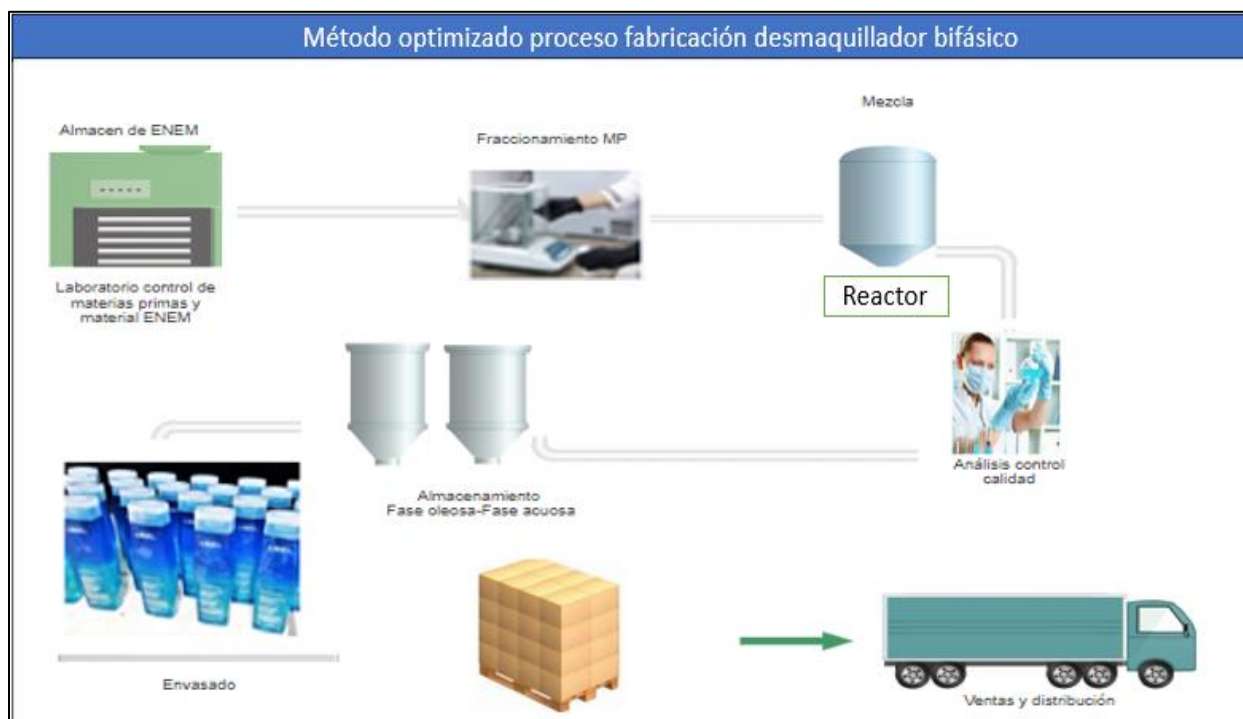 Método optimizado proceso fabricación desmaquillador bifásico
Almacen de ENEM
Fraccionamiento MP
Mezcla
Laboratorio control de
materias primas y
material ENEM
Reactor
Análisis control
calidad
Almacenamiento
Fase oleosa-Fase acuosa
Envasado
Ventas y distribución